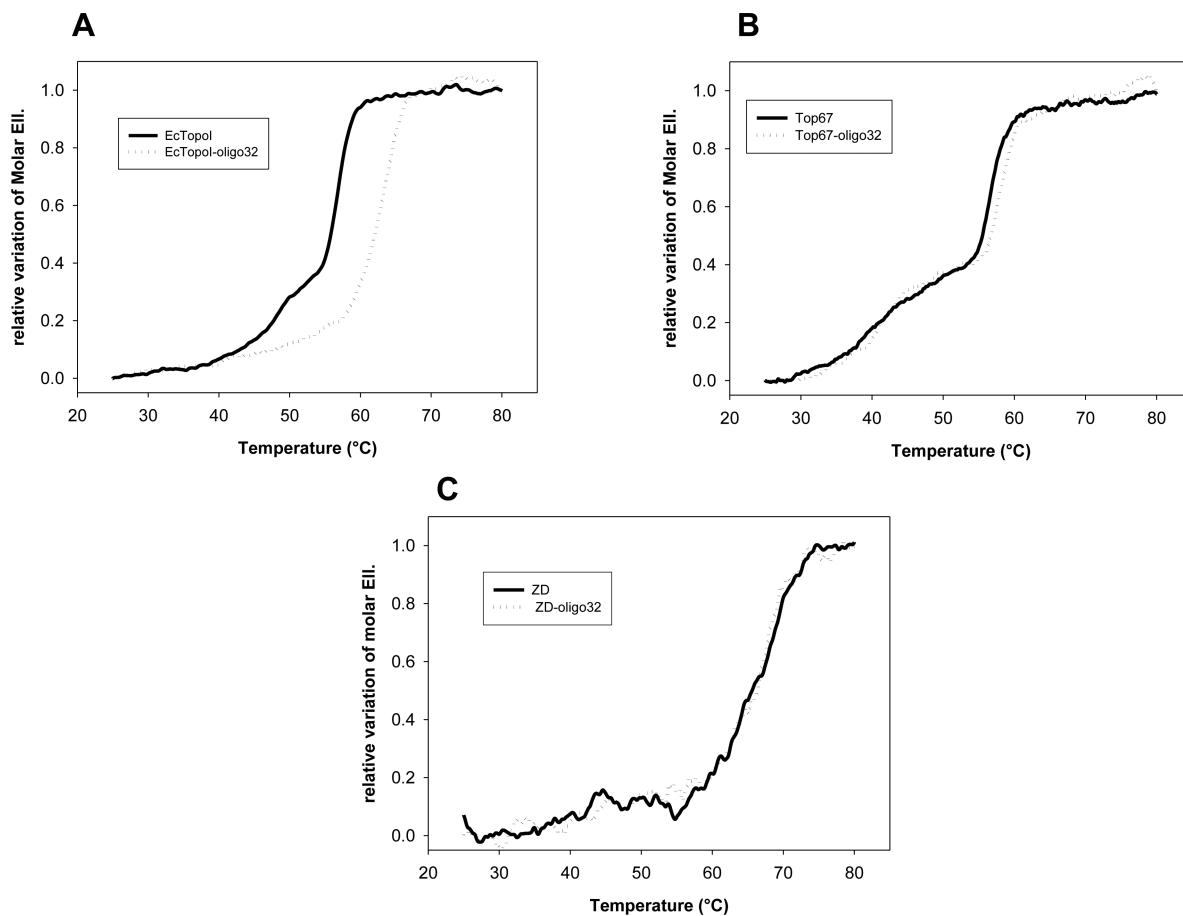 A
B
1.0
0.8
0.6
0.4
0.2
0.0
relative variation of Molar Ell.
EcTopoI
EcTopoI-oligo32
20 30 40 50 60 70 80
Temperature (°C)
1.0
0.8
0.6
0.4
0.2
0.0
relative variation of Molar Ell.
Top67
Top67-oligo32
20 30 40 50 60 70 80
Temperature (°C)
C
1.0
0.8
0.6
0.4
0.2
0.0
relative variation of molar Ell.
ZD
ZD-oligo32
20 30 40 50 60 70 80
Temperature (°C)